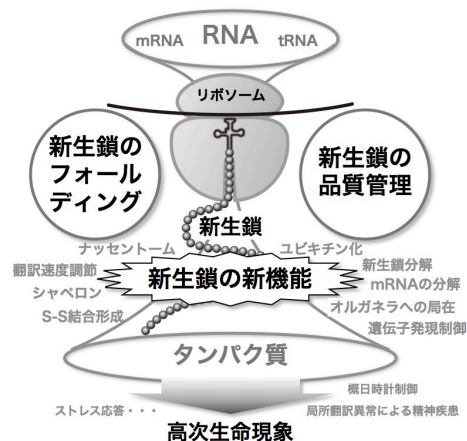 RNA
mRNA
tRNA
リボソーム
新生鎖の
フォール
ディング
新生鎖の
品質管理
新生鎖
ナッセントーム
ユビキチン化
翻訳速度調節
シャペロン
S-S結合形成
新生鎖の新機能
新生鎖分解
mRNAの分解
オルガネラへの局在
遺伝子発現制御
タンパク質
概日時計制御
ストレス応答・・・
局所翻訳異常による精神疾患
高次生命現象